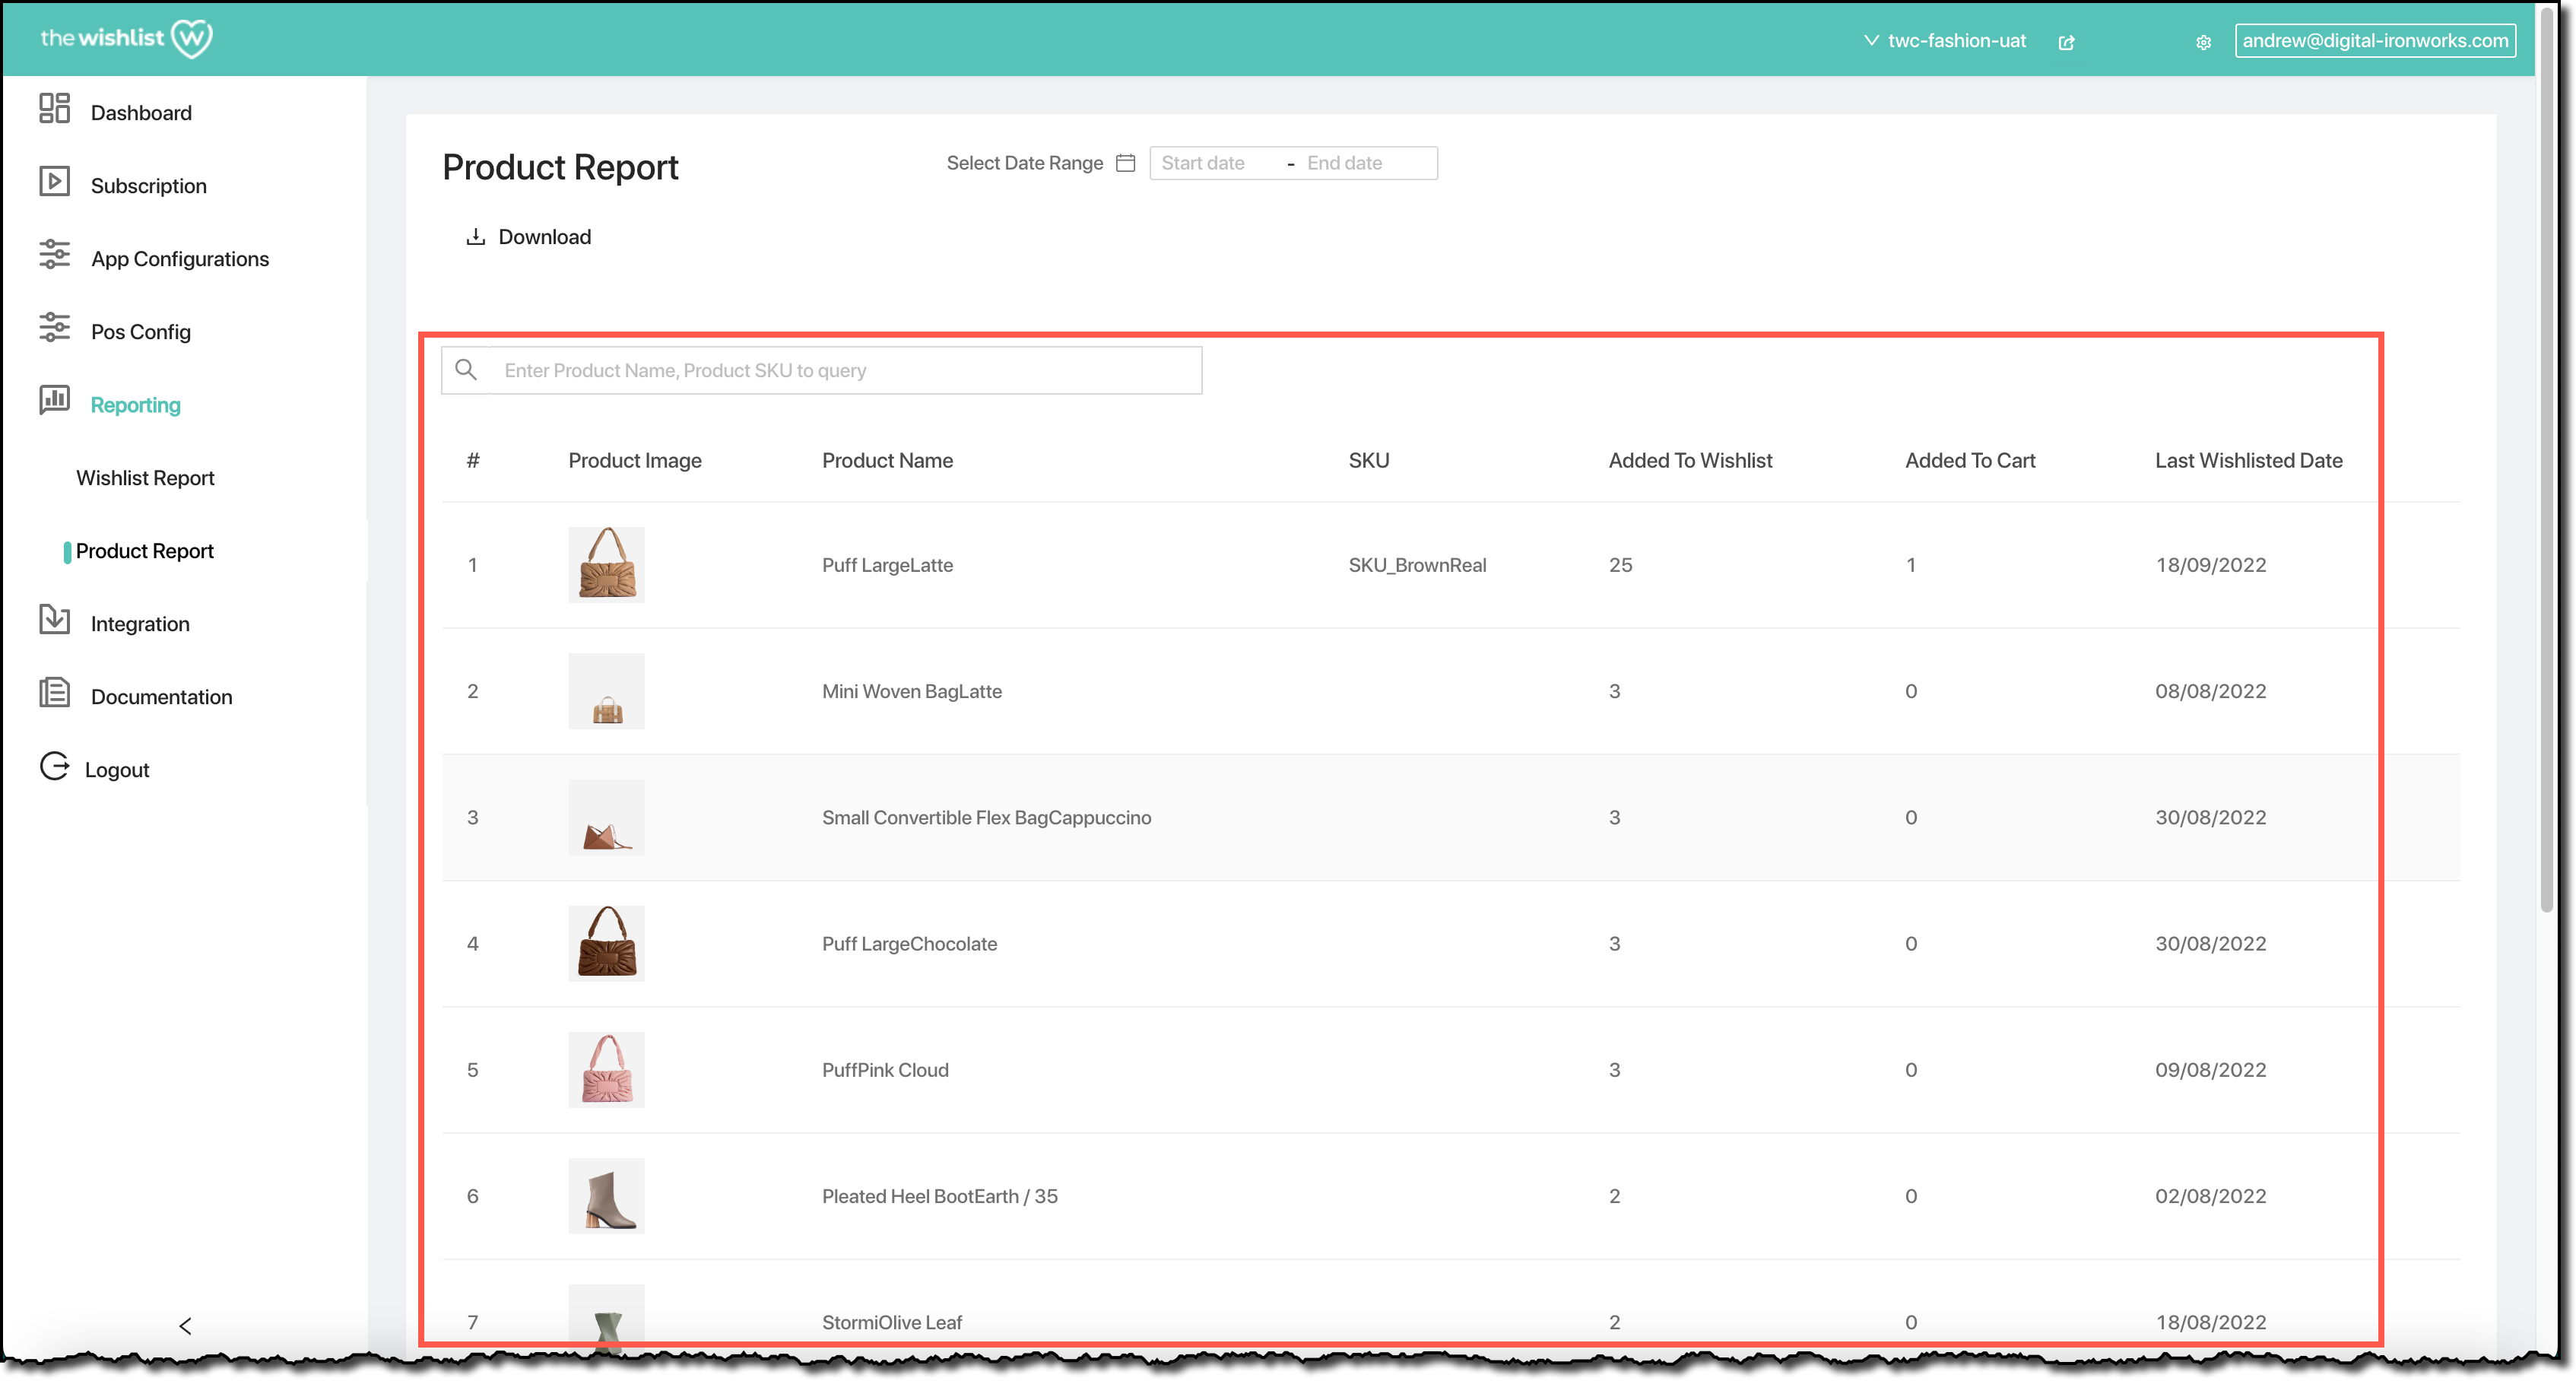 the wishlist W
twc-fashion-uat
andrew@digital-ironworks.com
Dashboard
Subscription
App Configurations
Pos Config
Reporting
Wishlist Report
Product Report
Integration
Documentation
Logout
Product Report
Select Date Range Start date - End date
Download
Enter Product Name, Product SKU to query
# Product Image Product Name SKU Added To Wishlist Added To Cart Last Wishlisted Date
1 Puff LargeLatte SKU_BrownReal 25 1 18/09/2022
2 Mini Woven BagLatte 3 0 08/08/2022
3 Small Convertible Flex BagCappuccino 3 0 30/08/2022
4 Puff LargeChocolate 3 0 30/08/2022
5 PuffPink Cloud 3 0 09/08/2022
6 Pleated Heel BootEarth / 35 2 0 02/08/2022
7 StormiOlive Leaf 2 0 18/08/2022